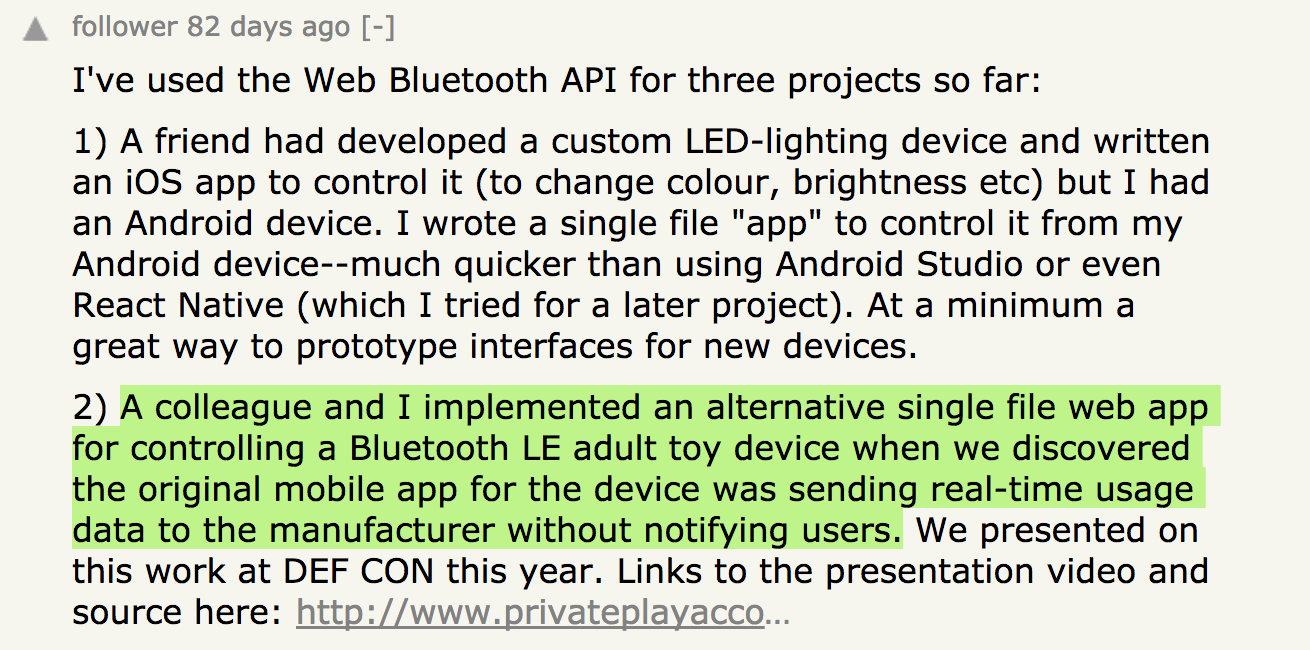 follower 82 days ago [-]
I've used the Web Bluetooth API for three projects so far:
1) A friend had developed a custom LED-lighting device and written
an iOS app to control it (to change colour, brightness etc) but I had
an Android device. I wrote a single file "app" to control it from my
Android device--much quicker than using Android Studio or even
React Native (which I tried for a later project). At a minimum a
great way to prototype interfaces for new devices.
2) A colleague and I implemented an alternative single file web app
for controlling a Bluetooth LE adult toy device when we discovered
the original mobile app for the device was sending real-time usage
data to the manufacturer without notifying users. We presented on
this work at DEF CON this year. Links to the presentation video and
source here: http://www.privateplayacco...